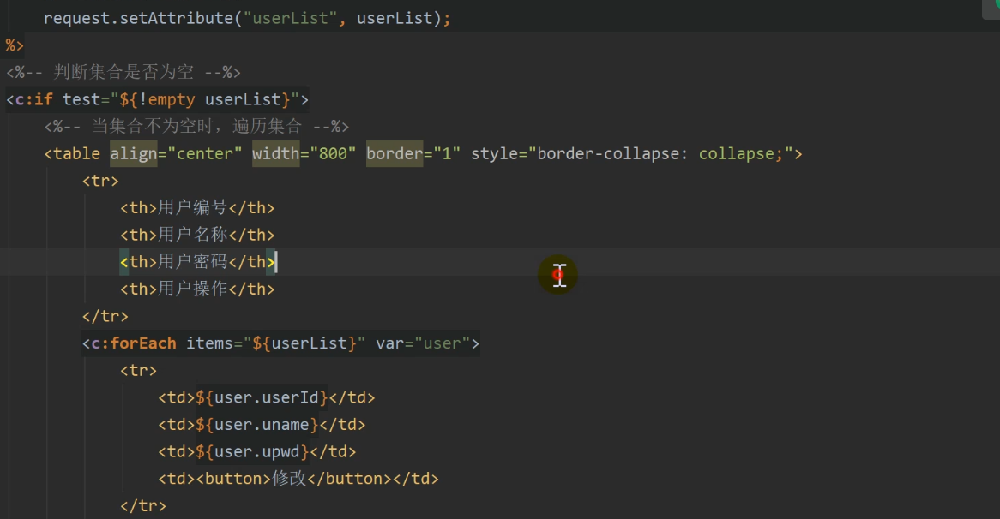 request.setAttribute("userList", userList);
%>
<%-- 判断集合是否为空 --%>
<c:if test="${!empty userList}">
<%-- 当集合不为空时，遍历集合 --%>
<table align="center" width="800" border="1" style="border-collapse: collapse;">
<tr>
<th>用户编号</th>
<th>用户名称</th>
<th>用户密码</th>
<th>用户操作</th>
</tr>
<c:forEach items="${userList}" var="user">
<tr>
<td>${user.userId}</td>
<td>${user.uname}</td>
<td>${user.upwd}</td>
<td><button>修改</button></td>
</tr>